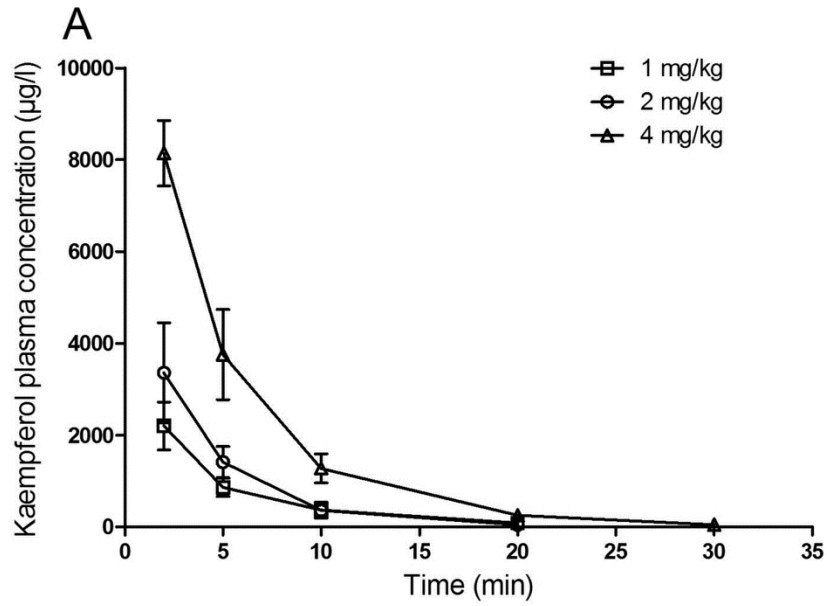 A
Kaempferol plasma concentration (µg/l)
10000
8000
6000
4000
2000
0
1 mg/kg
2 mg/kg
4 mg/kg
0 5 10 15 20 25 30 35
Time (min)